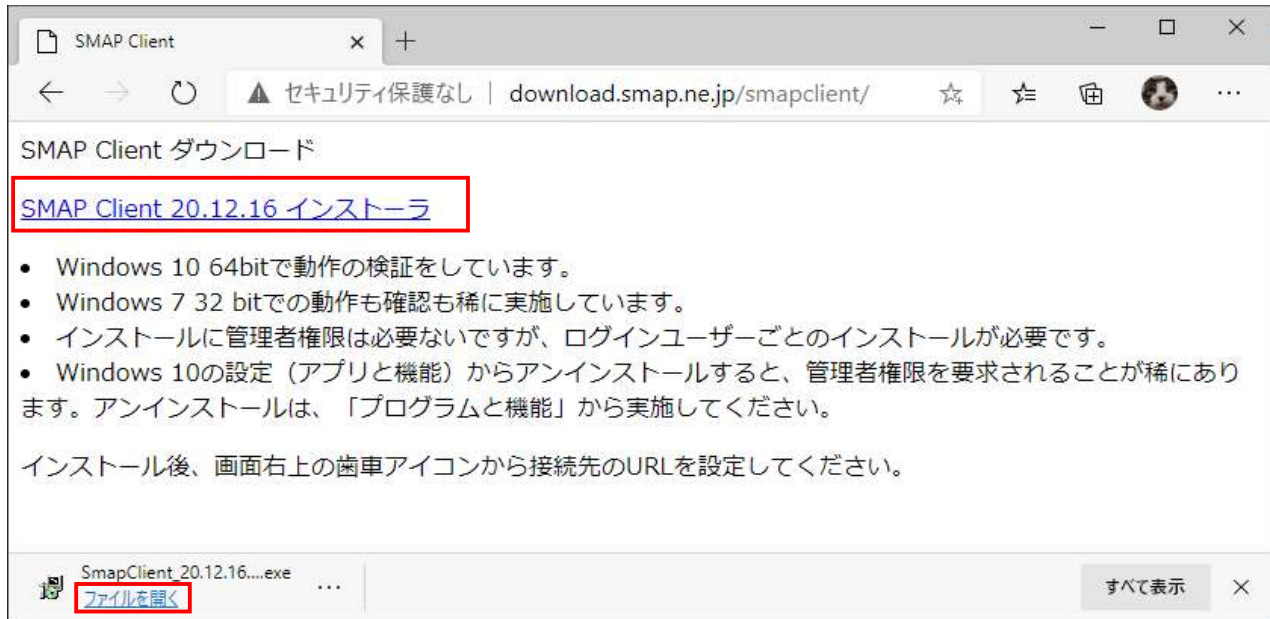 SMAP Client
セキュリティ保護なし | download.smap.ne.jp/smapclient/
SMAP Client ダウンロード
SMAP Client 20.12.16 インストーラ
• Windows 10 64bitで動作の検証をしています。
• Windows 7 32 bitでの動作も確認も稀に実施しています。
• インストールに管理者権限は必要ないですが、ログインユーザーごとのインストールが必要です。
• Windows 10の設定（アプリと機能）からアンインストールすると、管理者権限を要求されることが稀にあり
ます。アンインストールは、「プログラムと機能」から実施してください。
インストール後、画面右上の歯車アイコンから接続先のURLを設定してください。
SmapClient_20.12.16....exe
ファイルを開く
すべて表示